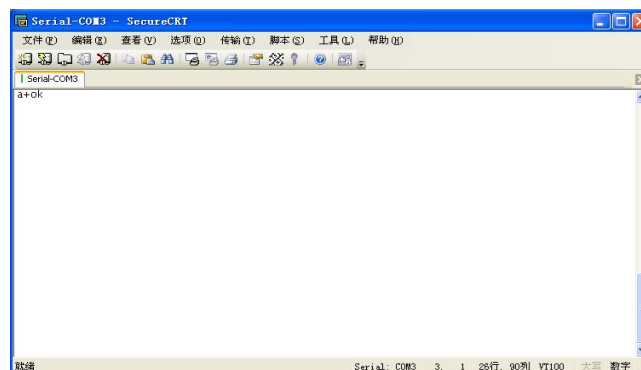 Serial-COM3 - SecureCRT
文件(F) 编辑(E) 查看(V) 选项(O) 传输(T) 脚本(S) 工具(L) 帮助(H)
Serial-COM3
a+ok
就绪 Serial: COM3 3, 1 26行, 90列 VT100 大写 数字